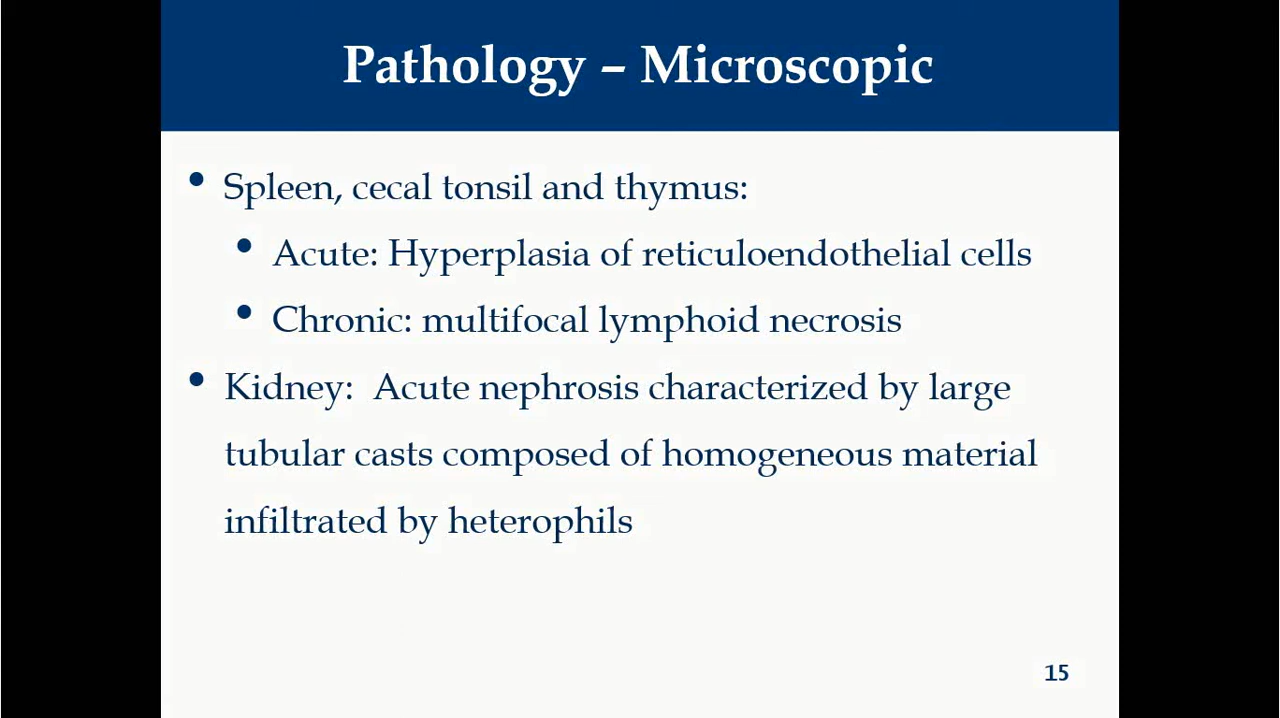 Pathology – Microscopic
• Spleen, cecal tonsil and thymus:
• Acute: Hyperplasia of reticuloendothelial cells
• Chronic: multifocal lymphoid necrosis
• Kidney:  Acute nephrosis characterized by large
tubular casts composed of homogeneous material
infiltrated by heterophils
15